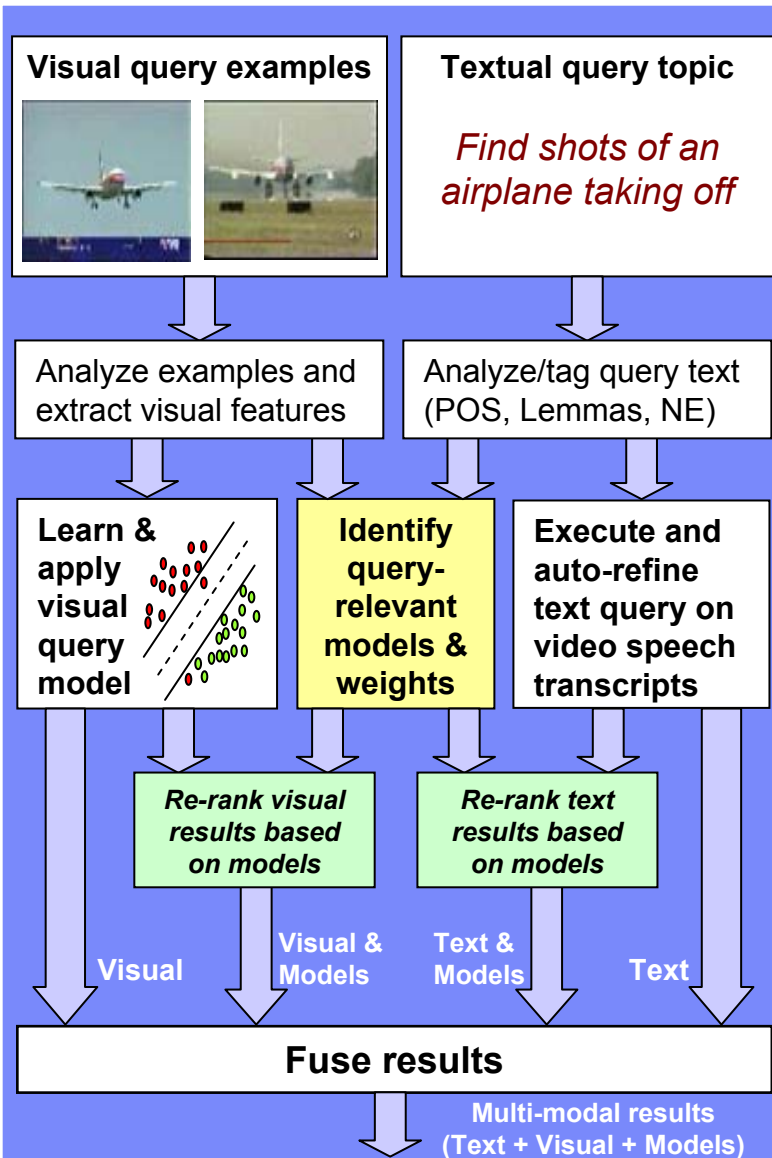 Visual query examples
Textual query topic
Find shots of an
airplane taking off
Analyze examples and
extract visual features
Analyze/tag query text
(POS, Lemmas, NE)
Learn &
apply
visual
query
model
Identify
query-
relevant
models &
weights
Execute and
auto-refine
text query on
video speech
transcripts
Re-rank visual
results based
on models
Re-rank text
results based
on models
Visual
Visual &
Models
Text &
Models
Text
Fuse results
Multi-modal results
(Text + Visual + Models)